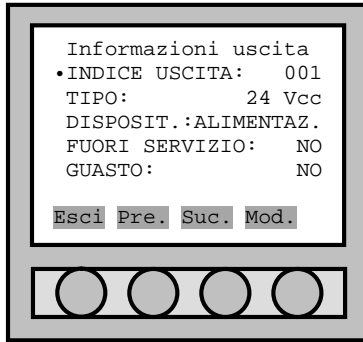 Informazioni uscita
•INDICE USCITA: 001
TIPO: 24 Vcc
DISPOSIT.:ALIMENTAZ.
FUORI SERVIZIO: NO
GUASTO: NO
Esci Pre. Suc. Mod.